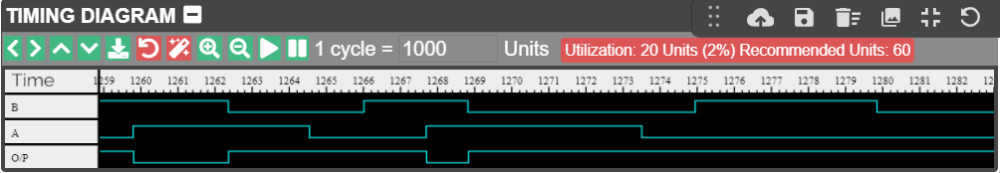 TIMING DIAGRAM
1 cycle = 1000 Units Utilization: 20 Units (2%) Recommended Units: 60
Time 1259 1260 1261 1262 1263 1264 1265 1266 1267 1268 1269 1270 1271 1272 1273 1274 1275 1276 1277 1278 1279 1280 1281 1282 12
B
A
O/P